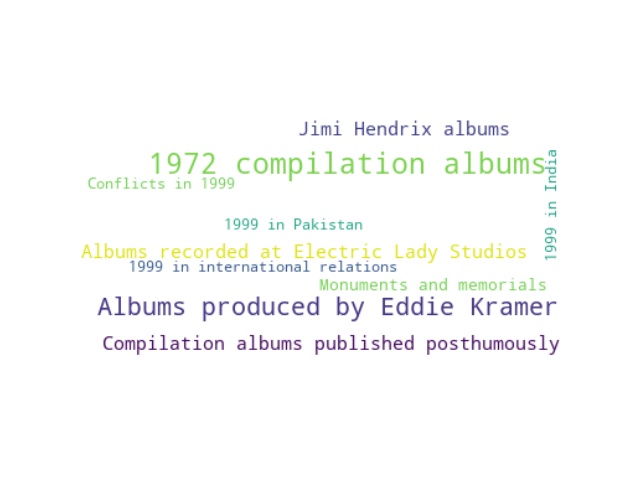 Jimi Hendrix albums
1972 compilation albums
Conflicts in 1999
1999 in India
1999 in Pakistan
Albums recorded at Electric Lady Studios
1999 in international relations
Monuments and memorials
Albums produced by Eddie Kramer
Compilation albums published posthumously